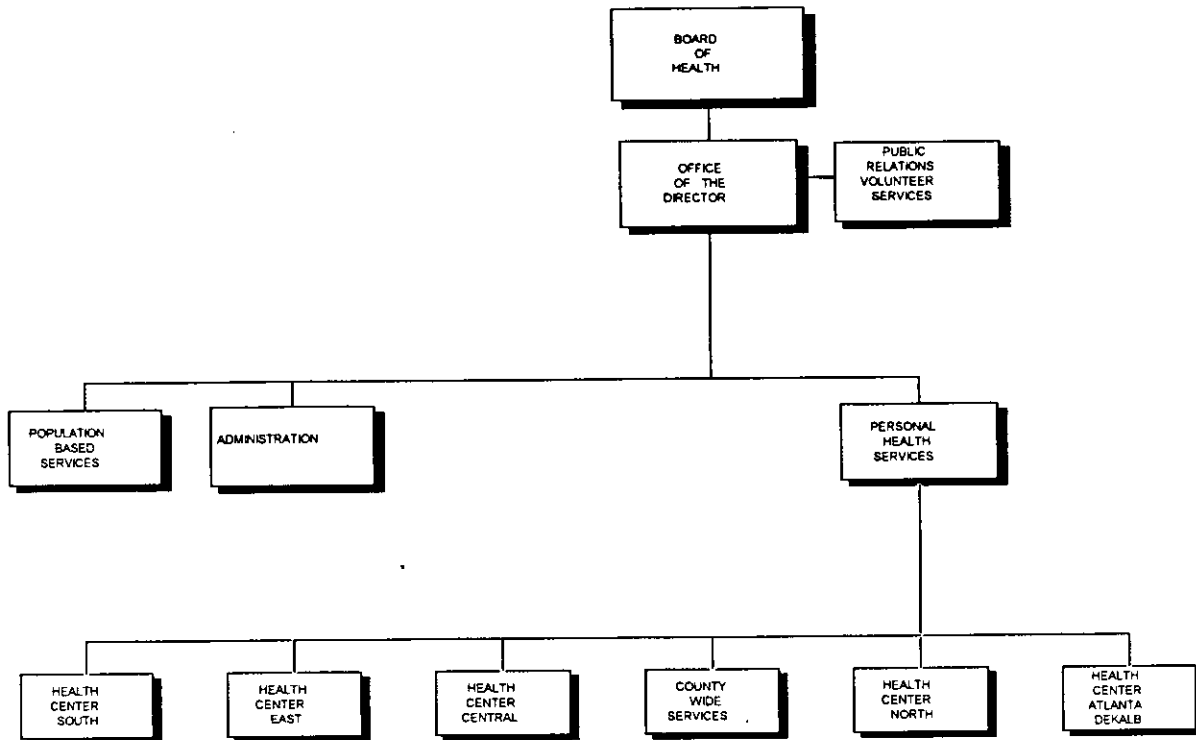 BOARD
OF
HEALTH
OFFICE
OF THE
DIRECTOR
PUBLIC
RELATIONS
VOLUNTEER
SERVICES
POPULATION
BASED
SERVICES
ADMINISTRATION
PERSONAL
HEALTH
SERVICES
HEALTH
CENTER
SOUTH
HEALTH
CENTER
EAST
HEALTH
CENTER
CENTRAL
COUNTY
WIDE
SERVICES
HEALTH
CENTER
NORTH
HEALTH
CENTER
ATLANTA
DEKALB